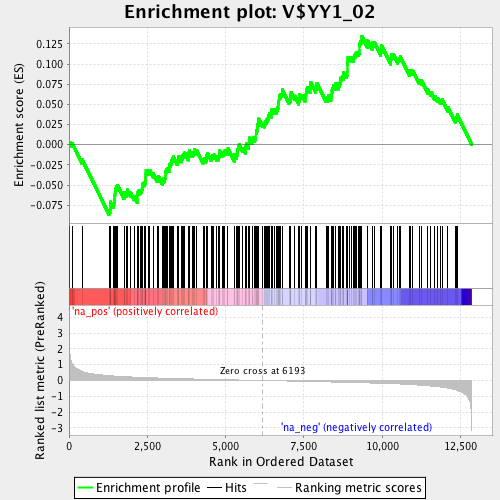 Enrichment plot: V$YY1_02
Enrichment score (ES)
0.125
0.100
0.075
0.050
0.025
0.000
-0.025
-0.050
-0.075
'na_pos' (positively correlated)
Ranked list metric (PreRanked)
4
3
2
1
0
-1
-2
-3
Zero cross at 6193
'na_neg' (negatively correlated)
0
2,500
5,000
7,500
10,000
12,500
Rank in Ordered Dataset
Enrichment profile
Hits
Ranking metric scores